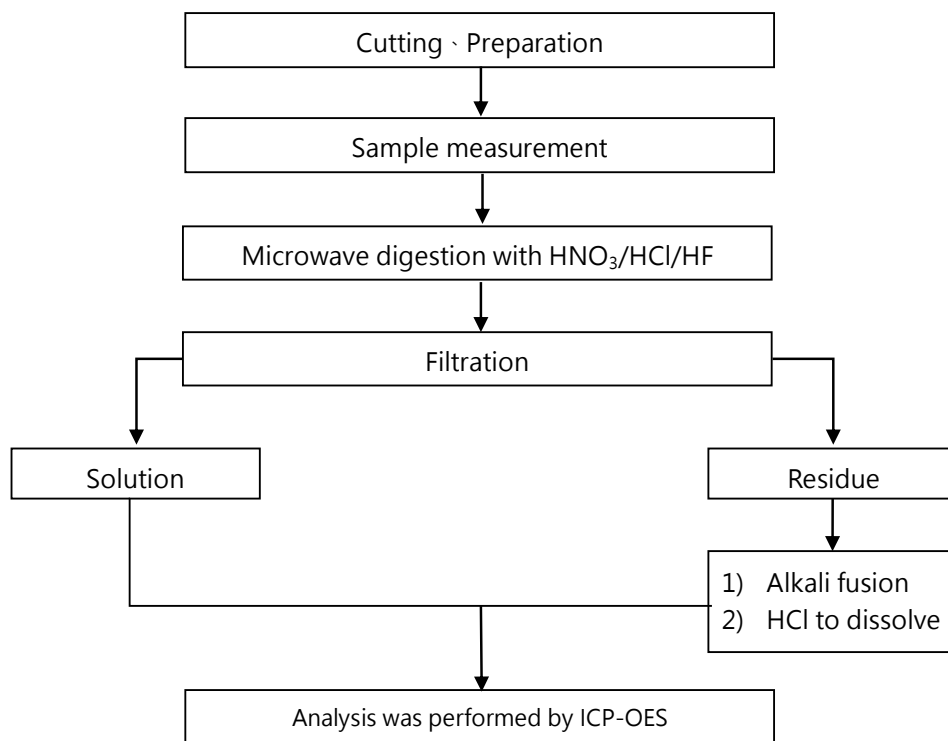 Cutting、Preparation
Sample measurement
Microwave digestion with HNO₃/HCl/HF
Filtration
Solution
Residue
1) Alkali fusion
2) HCl to dissolve
Analysis was performed by ICP-OES